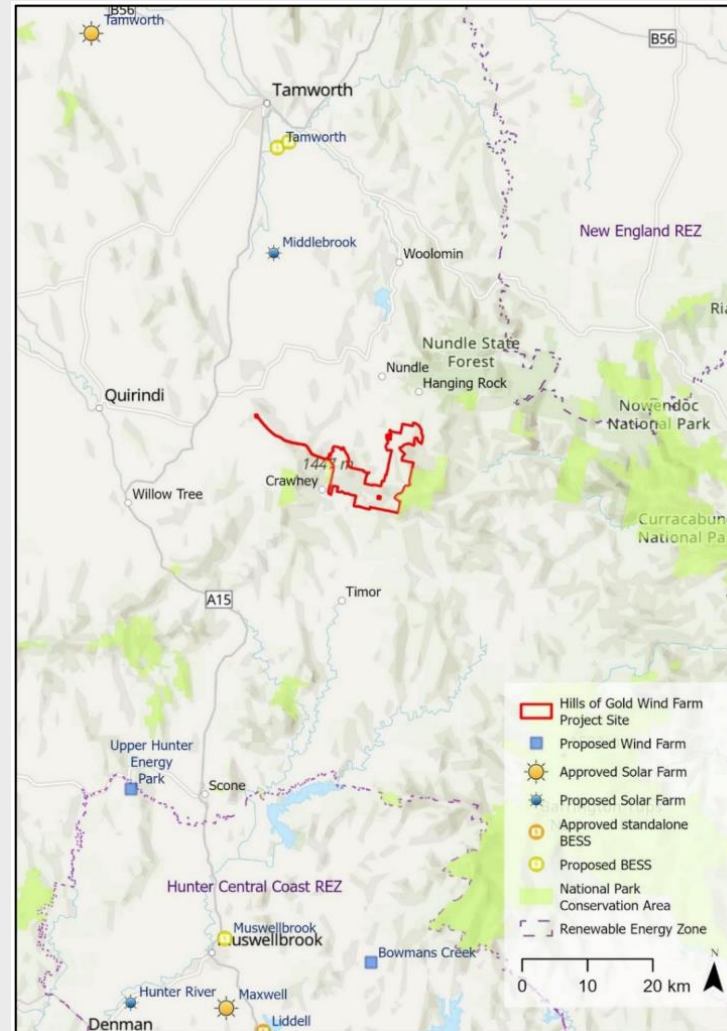 B56
Tamworth
B56
Tamworth
Tamworth
New England REZ
Middlebrook
Woolomin
Nundle State
Forest
Nundle
Hanging Rock
Quirindi
Nowendoc
National Park
Crawney
Willow Tree
Curracabun
National Pa
A15
Timor
Upper Hunter
Energy
Park
Scone
Hunter Central Coast REZ
Muswellbrook
Muswellbrook
Bowmans Creek
Hunter River
Maxwell
Denman
Liddell
Hills of Gold Wind Farm
Project Site
Proposed Wind Farm
Approved Solar Farm
Proposed Solar Farm
Approved standalone
BESS
Proposed BESS
National Park
Conservation Area
Renewable Energy Zone
N
0 10 20 km